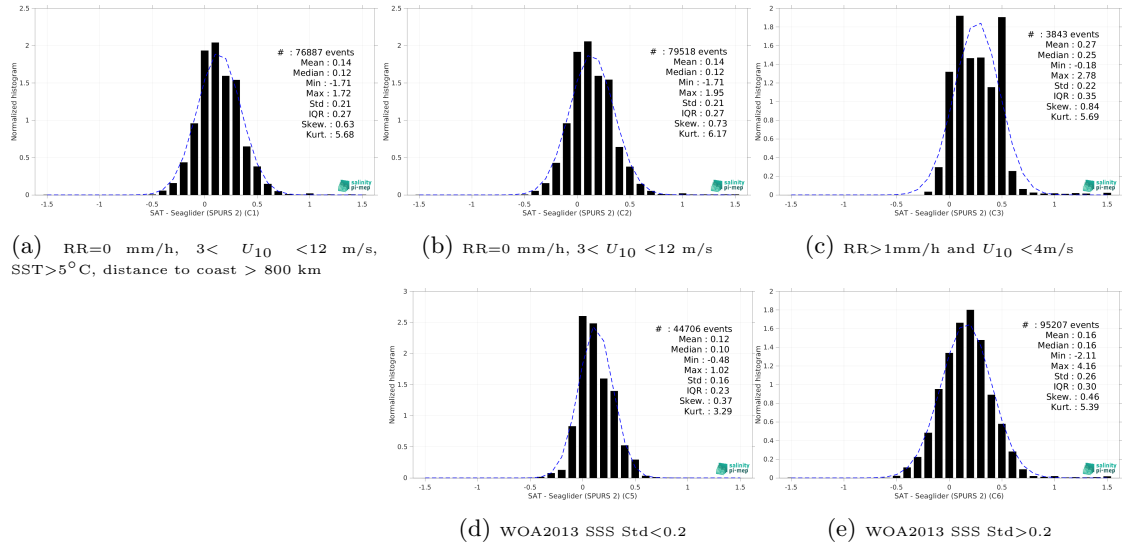 2.5
2
1.5
1
0.5
0
Normalized histogram
# : 76887 events
Mean : 0.14
Median : 0.12
Min : -1.71
Max : 1.72
Std : 0.21
IQR : 0.27
Skew. : 0.63
Kurt. : 5.68
salinity
pi-mep
-1.5 -1 -0.5 0 0.5 1 1.5
SAT - Seaglider (SPURS 2) (C1)
(a) RR=0 mm/h, 3< U10 <12 m/s,
SST>5°C, distance to coast > 800 km
2.5
2
1.5
1
0.5
0
Normalized histogram
# : 79518 events
Mean : 0.14
Median : 0.12
Min : -1.71
Max : 1.95
Std : 0.21
IQR : 0.27
Skew. : 0.73
Kurt. : 6.17
salinity
pi-mep
-1.5 -1 -0.5 0 0.5 1 1.5
SAT - Seaglider (SPURS 2) (C2)
(b) RR=0 mm/h, 3< U10 <12 m/s
2
1.8
1.6
1.4
1.2
1
0.8
0.6
0.4
0.2
0
Normalized histogram
# : 3843 events
Mean : 0.27
Median : 0.25
Min : -0.18
Max : 2.78
Std : 0.22
IQR : 0.35
Skew. : 0.84
Kurt. : 5.69
salinity
pi-mep
-1.5 -1 -0.5 0 0.5 1 1.5
SAT - Seaglider (SPURS 2) (C3)
(c) RR>1mm/h and U10 <4m/s
3
2.5
2
1.5
1
0.5
0
Normalized histogram
# : 44706 events
Mean : 0.12
Median : 0.10
Min : -0.48
Max : 1.02
Std : 0.16
IQR : 0.23
Skew. : 0.37
Kurt. : 3.29
salinity
pi-mep
-1.5 -1 -0.5 0 0.5 1 1.5
SAT - Seaglider (SPURS 2) (C5)
(d) WOA2013 SSS Std<0.2
2
1.8
1.6
1.4
1.2
1
0.8
0.6
0.4
0.2
0
Normalized histogram
# : 95207 events
Mean : 0.16
Median : 0.16
Min : -2.11
Max : 4.16
Std : 0.26
IQR : 0.30
Skew. : 0.46
Kurt. : 5.39
salinity
pi-mep
-1.5 -1 -0.5 0 0.5 1 1.5
SAT - Seaglider (SPURS 2) (C6)
(e) WOA2013 SSS Std>0.2